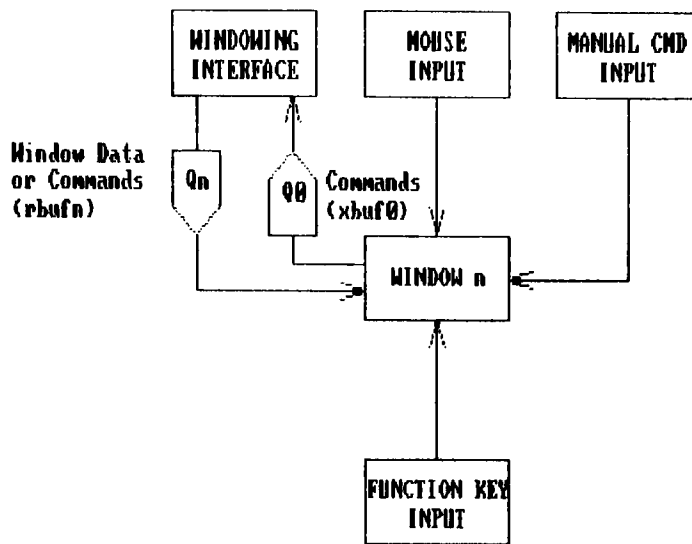 WINDOWING
INTERFACE
MOUSE
INPUT
MANUAL CMD
INPUT
Window Data
or Commands
(rbufn)
Qn
Q0
Commands
(xbuf0)
WINDOW n
FUNCTION KEY
INPUT